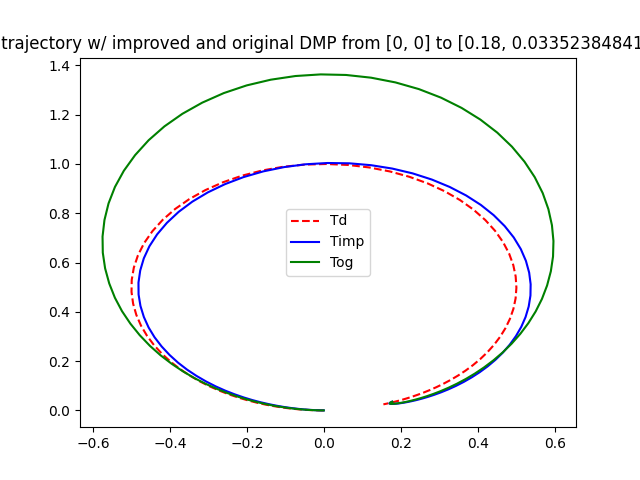 trajectory w/ improved and original DMP from [0, 0] to [0.18, 0.03352384841
1.4
1.2
1.0
0.8
0.6
0.4
0.2
0.0
Td
Timp
Tog
−0.6 −0.4 −0.2 0.0 0.2 0.4 0.6